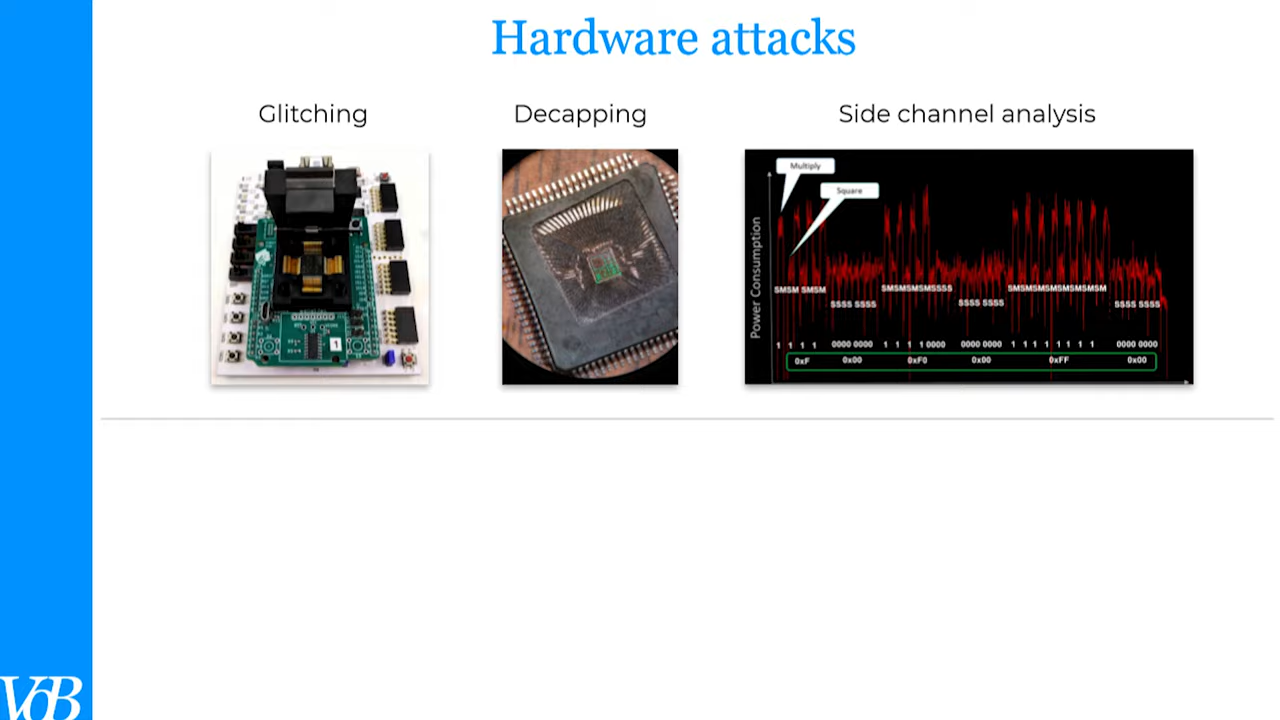 Hardware attacks
Glitching
Decapping
Side channel analysis
Multiply
Square
Power Consumption
SMSM SMSM
SSSS SSSS
SMSMSMSMSSSS
SSSS SSSS
SMSMSMSMSMSMSMSM
SSSS SSSS
1 1 1 1 0000 0000 1 1 1 1 0000 0000 0000 1 1 1 1 1 1 1 1 0000 0000
0xF 0x00 0xF0 0x00 0xFF 0x00
1
VoB